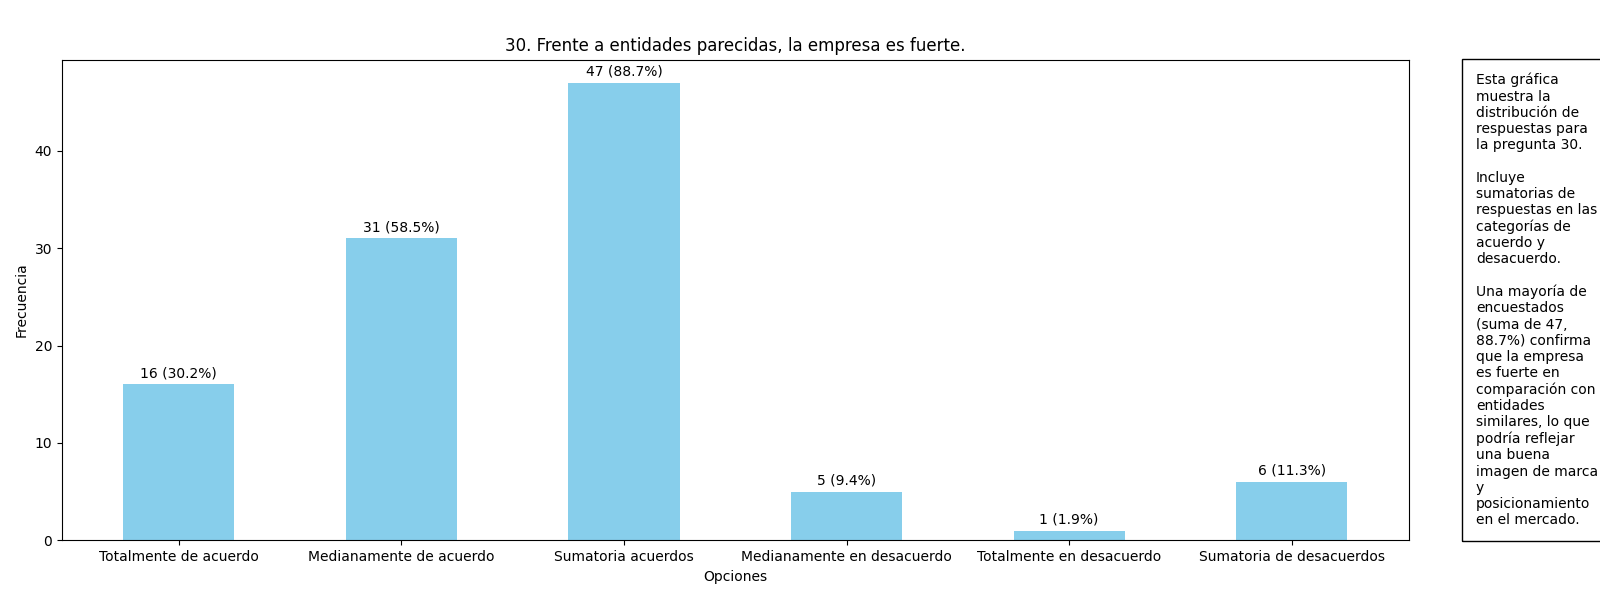 30. Frente a entidades parecidas, la empresa es fuerte.
47 (88.7%)
31 (58.5%)
16 (30.2%)
5 (9.4%)
1 (1.9%)
6 (11.3%)
Frecuencia
40
30
20
10
0
Totalmente de acuerdo
Medianamente de acuerdo
Sumatoria acuerdos
Medianamente en desacuerdo
Totalmente en desacuerdo
Sumatoria de desacuerdos
Opciones
Esta gráfica
muestra la
distribución de
respuestas para
la pregunta 30.
Incluye
sumatorias de
respuestas en las
categorías de
acuerdo y
desacuerdo.
Una mayoría de
encuestados
(suma de 47,
88.7%) confirma
que la empresa
es fuerte en
comparación con
entidades
similares, lo que
podría reflejar
una buena
imagen de marca
y
posicionamiento
en el mercado.